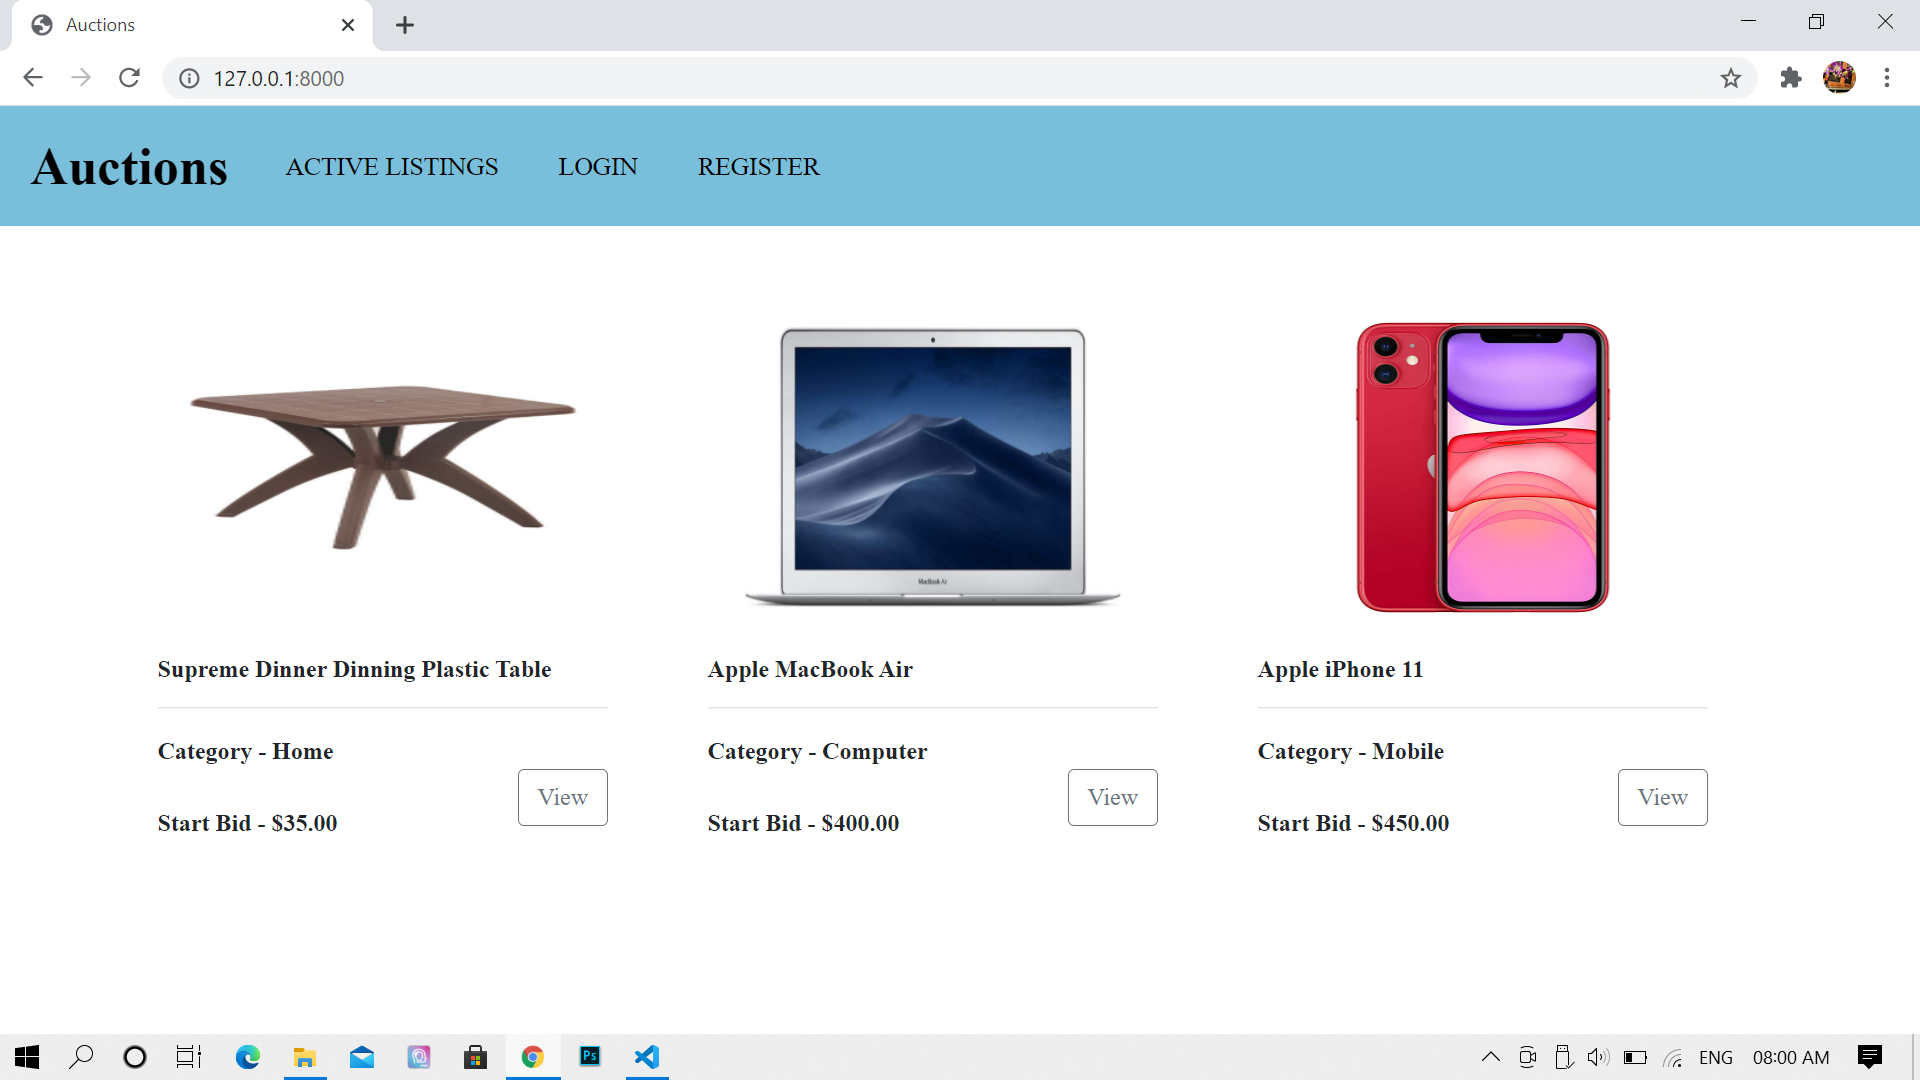 Auctions
127.0.0.1:8000
Auctions ACTIVE LISTINGS LOGIN REGISTER
MacBook Air
Supreme Dinner Dinning Plastic Table
Apple MacBook Air
Apple iPhone 11
Category - Home
Start Bid - $35.00
View
Category - Computer
Start Bid - $400.00
View
Category - Mobile
Start Bid - $450.00
View
Ps
ENG 08:00 AM